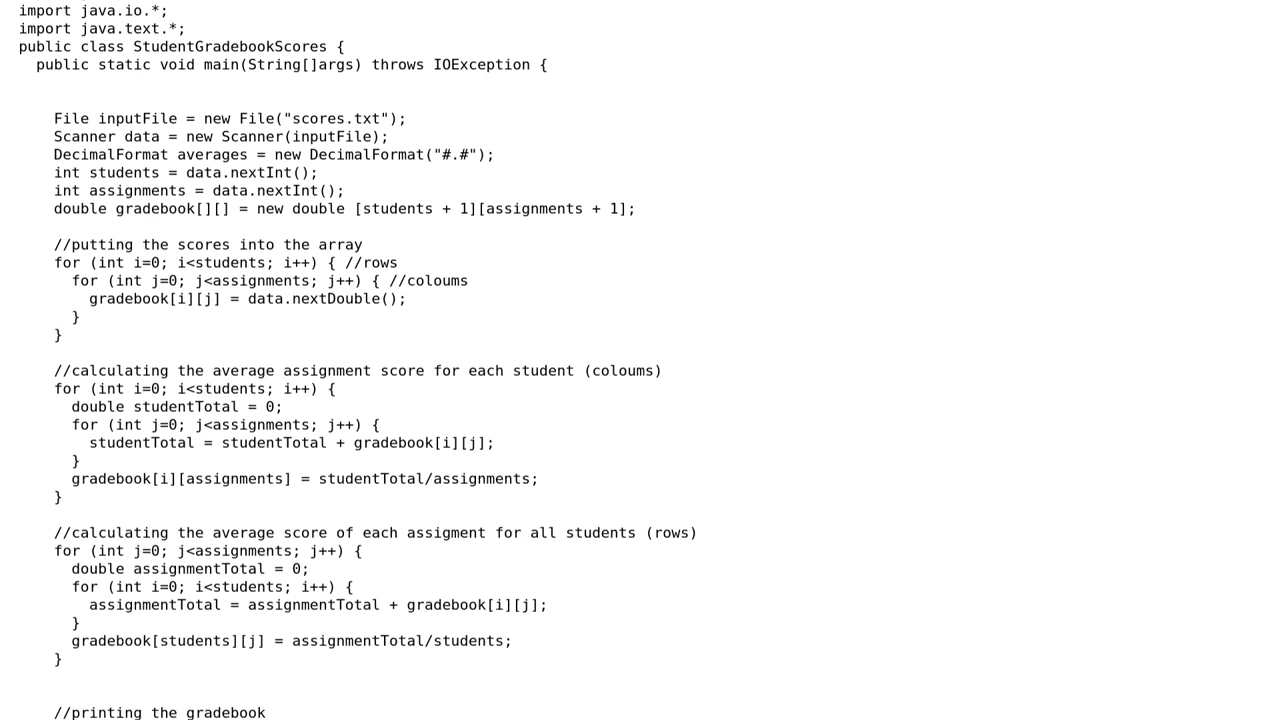 import java.io.*;
import java.text.*;
public class StudentGradebookScores {
  public static void main(String[]args) throws IOException {


    File inputFile = new File("scores.txt");
    Scanner data = new Scanner(inputFile);
    DecimalFormat averages = new DecimalFormat("#.#");
    int students = data.nextInt();
    int assignments = data.nextInt();
    double gradebook[][] = new double [students + 1][assignments + 1];

    //putting the scores into the array
    for (int i=0; i<students; i++) { //rows
      for (int j=0; j<assignments; j++) { //coloums
        gradebook[i][j] = data.nextDouble();
      }
    }

    //calculating the average assignment score for each student (coloums)
    for (int i=0; i<students; i++) {
      double studentTotal = 0;
      for (int j=0; j<assignments; j++) {
        studentTotal = studentTotal + gradebook[i][j];
      }
      gradebook[i][assignments] = studentTotal/assignments;
    }

    //calculating the average score of each assigment for all students (rows)
    for (int j=0; j<assignments; j++) {
      double assignmentTotal = 0;
      for (int i=0; i<students; i++) {
        assignmentTotal = assignmentTotal + gradebook[i][j];
      }
      gradebook[students][j] = assignmentTotal/students;
    }


    //printing the gradebook